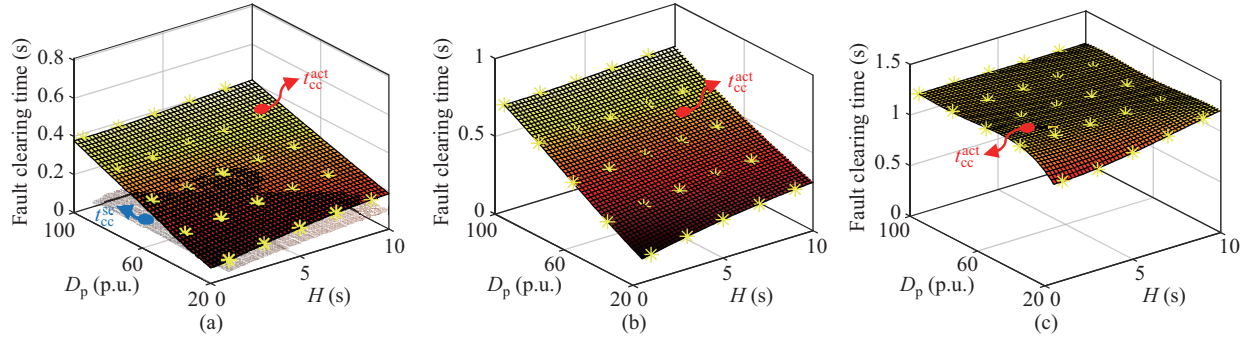 Fault clearing time (s)
0.8
0.6
0.4
0.2
0
100
60
20
0
5
10
D_p (p.u.)
H (s)
t_cc^act
t_cc^sc
(a)
Fault clearing time (s)
1
0.5
0
100
60
20
0
5
10
D_p (p.u.)
H (s)
t_cc^act
(b)
Fault clearing time (s)
1.5
1
0.5
0
100
60
20
0
5
10
D_p (p.u.)
H (s)
t_cc^act
(c)